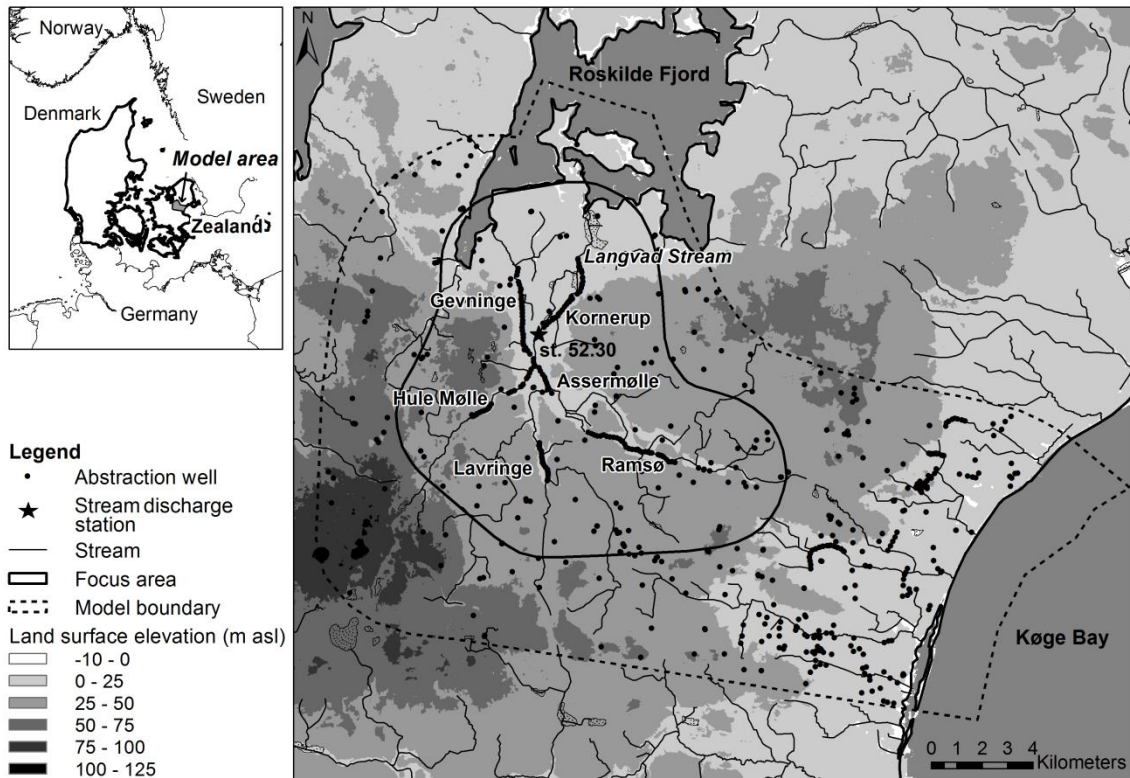 Norway
Sweden
Denmark
Model area
Zealand
Germany
N
Roskilde Fjord
Langvad Stream
Gevninge
Kornerup
st. 52.30
Assermølle
Hule Mølle
Lavringe
Ramsø
Køge Bay
0 1 2 3 4
Kilometers
Legend
Abstraction well
Stream discharge
station
Stream
Focus area
Model boundary
Land surface elevation (m asl)
-10 - 0
0 - 25
25 - 50
50 - 75
75 - 100
100 - 125